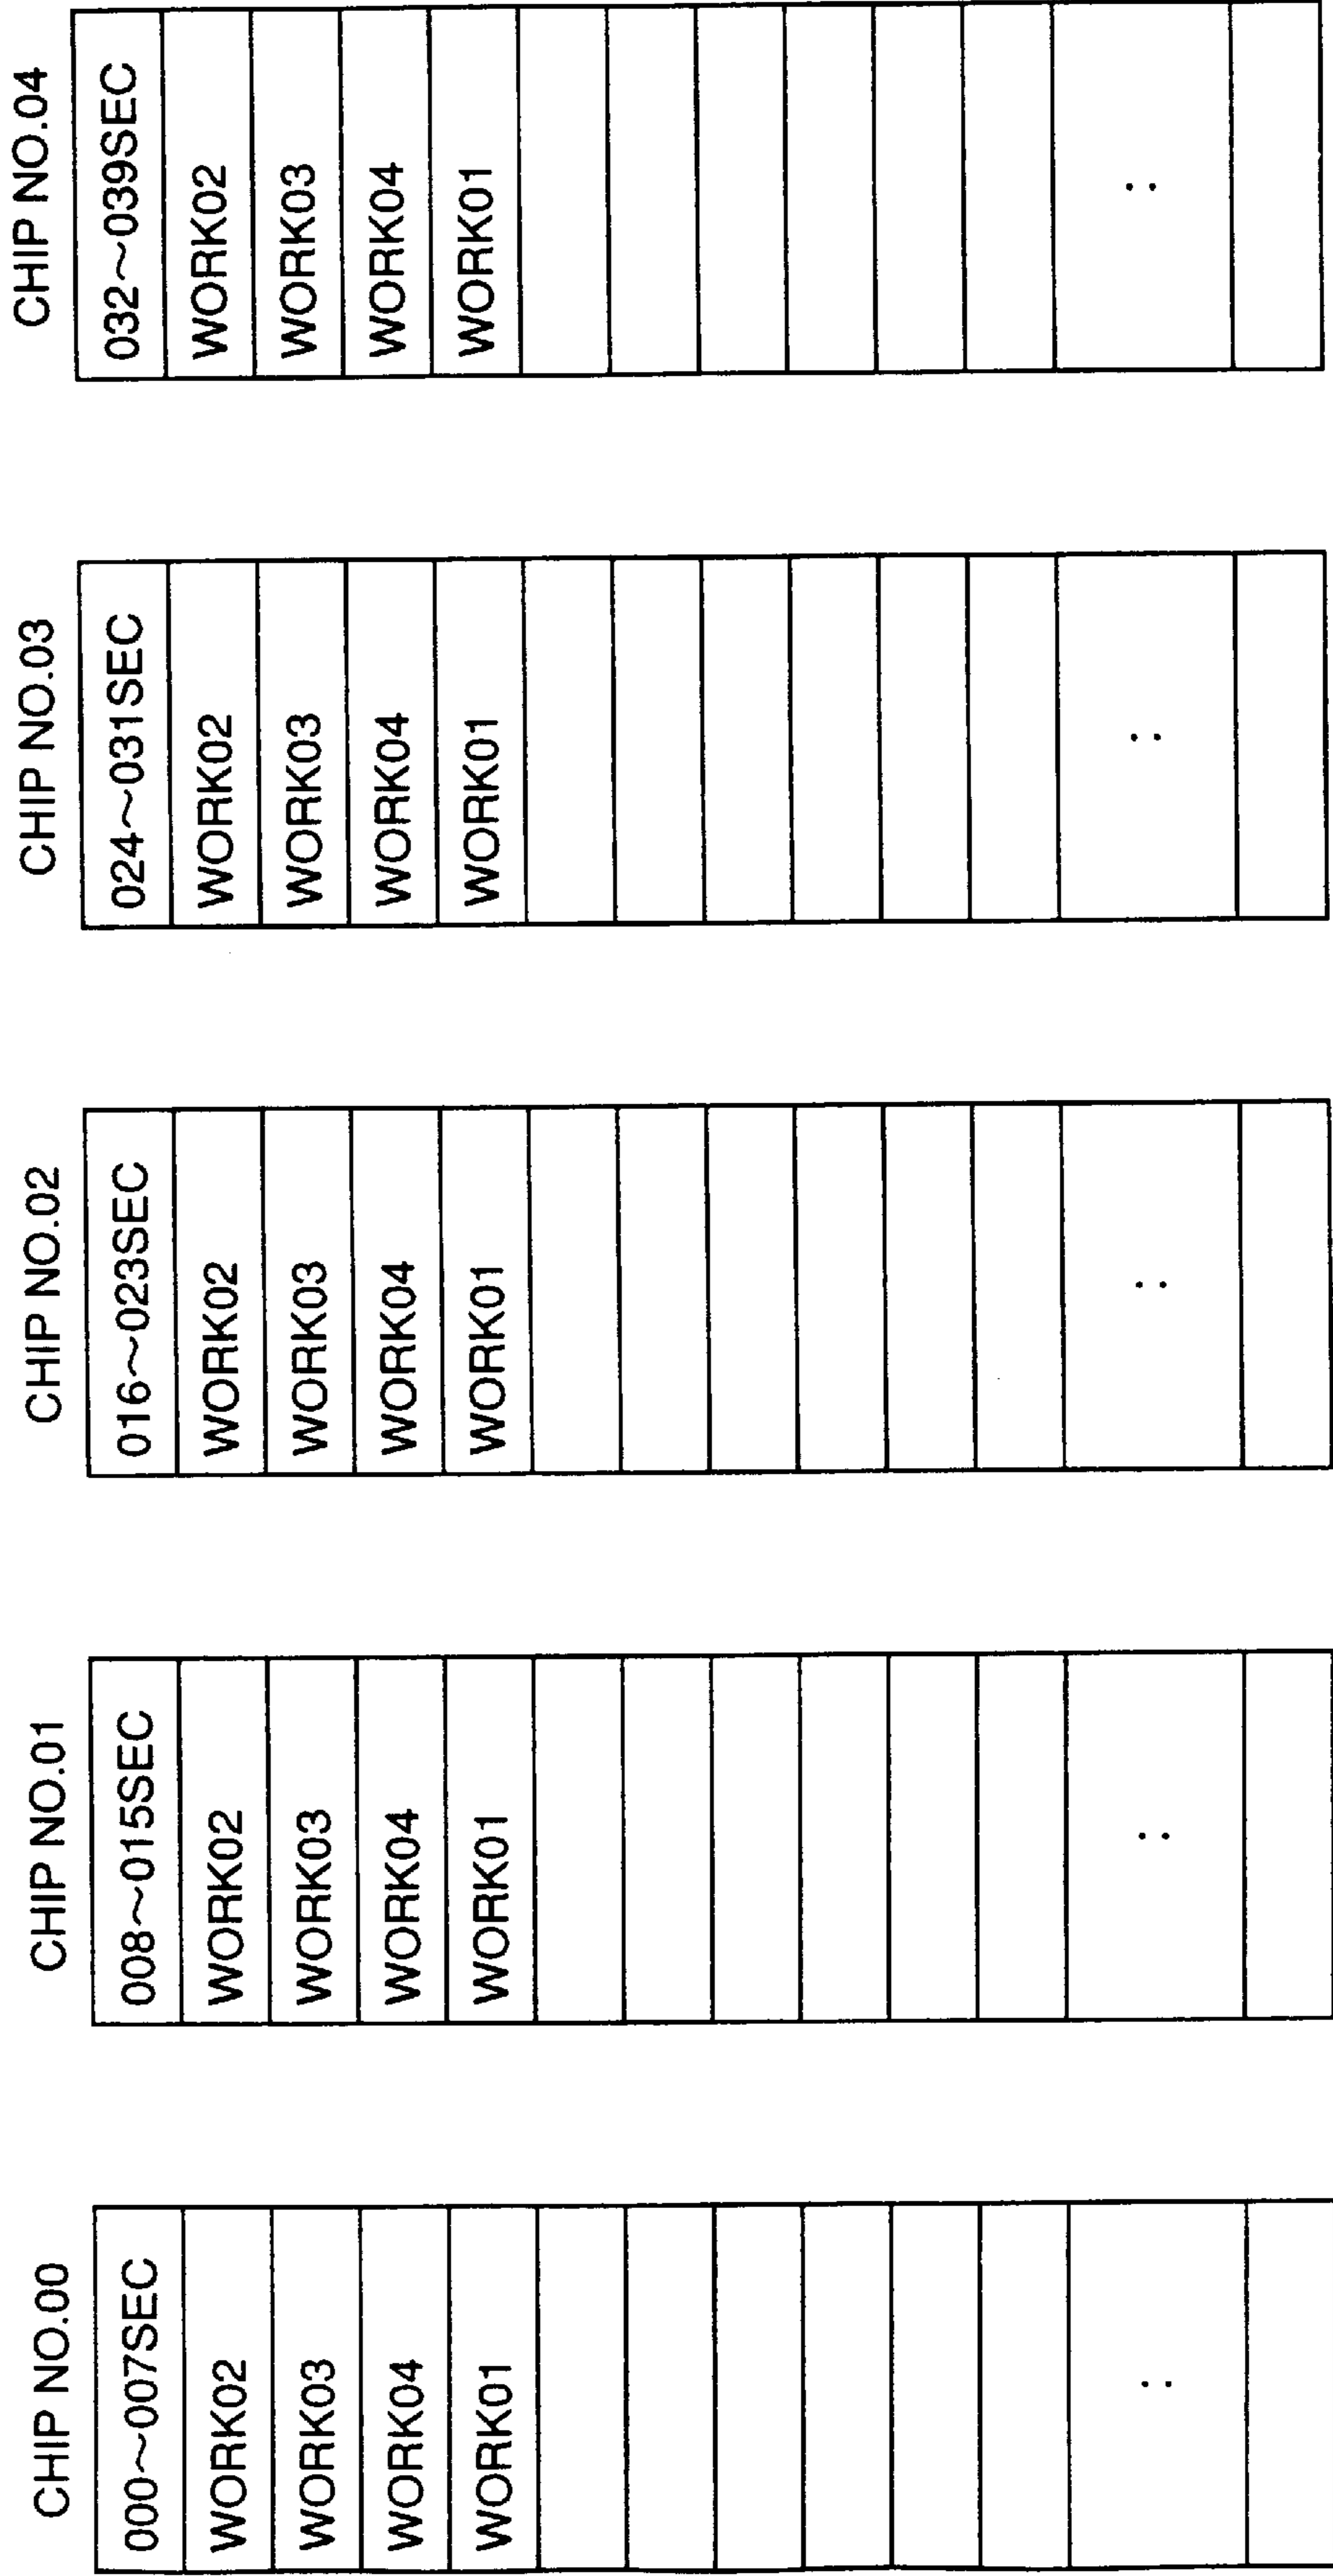 CHIP NO.00
000~007SEC
WORK02
WORK03
WORK04
WORK01
:
CHIP NO.01
008~015SEC
WORK02
WORK03
WORK04
WORK01
:
CHIP NO.02
016~023SEC
WORK02
WORK03
WORK04
WORK01
:
CHIP NO.03
024~031SEC
WORK02
WORK03
WORK04
WORK01
:
CHIP NO.04
032~039SEC
WORK02
WORK03
WORK04
WORK01
: